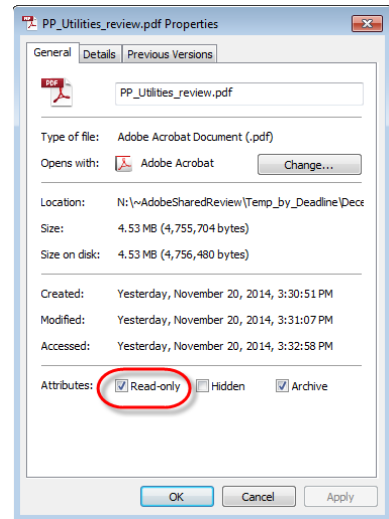 PP_Utilities_review.pdf Properties
General Details Previous Versions
PDF
PP_Utilities_review.pdf
Type of file: Adobe Acrobat Document (.pdf)
Opens with: Adobe Acrobat Change...
Location: N:\~AdobeSharedReview\Temp_by_Deadline\Dece
Size: 4.53 MB (4,755,704 bytes)
Size on disk: 4.53 MB (4,756,480 bytes)
Created: Yesterday, November 20, 2014, 3:30:51 PM
Modified: Yesterday, November 20, 2014, 3:31:07 PM
Accessed: Yesterday, November 20, 2014, 3:32:58 PM
Attributes: Read-only Hidden Archive
OK Cancel Apply